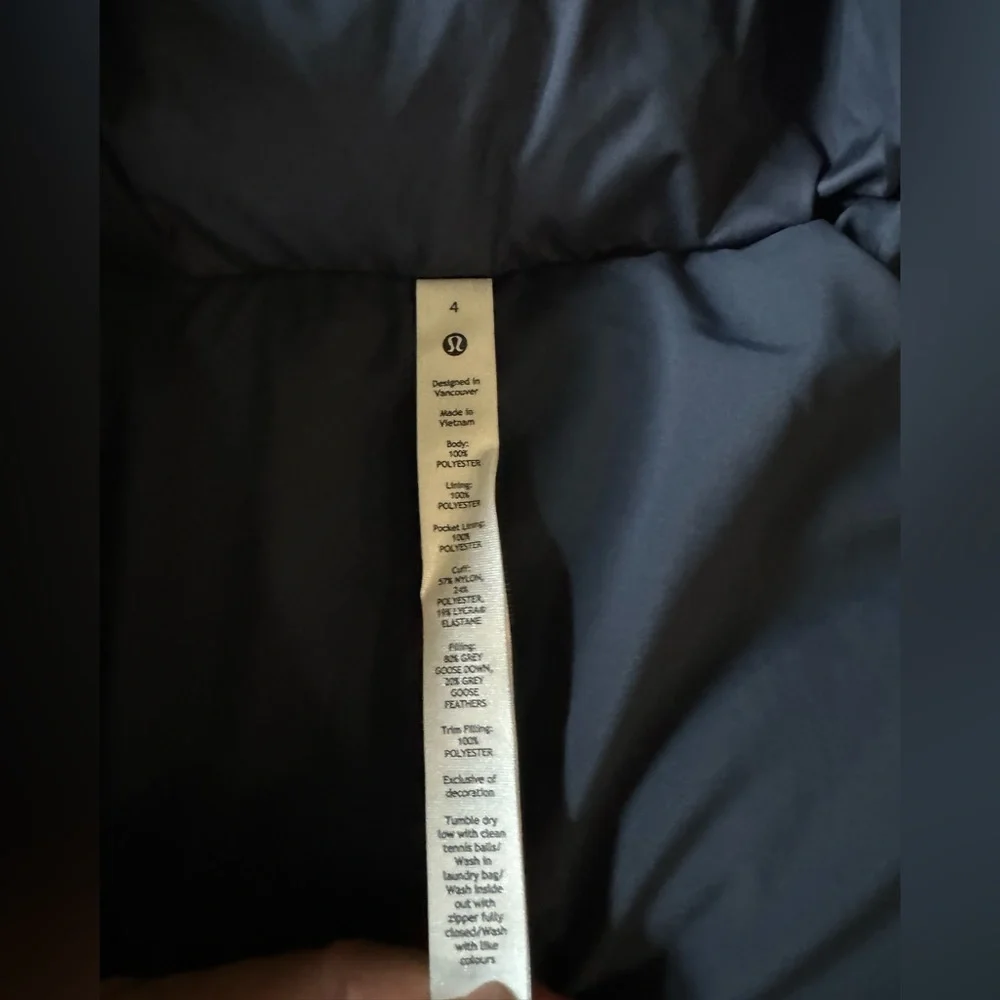 4
Designed in
Vancouver
Made in
Vietnam
Body:
100%
POLYESTER
Lining:
100%
POLYESTER
Pocket Lining:
100%
POLYESTER
Cuff:
57% NYLON,
24%
POLYESTER,
19% LYCRA®
ELASTANE
Filling:
80% GREY
GOOSE DOWN,
20% GREY
GOOSE
FEATHERS
Trim Filling:
100%
POLYESTER
Exclusive of
decoration
Tumble dry
low with clean
tennis balls/
Wash in
laundry bag/
Wash inside
out with
zipper fully
closed/Wash
with like
colours